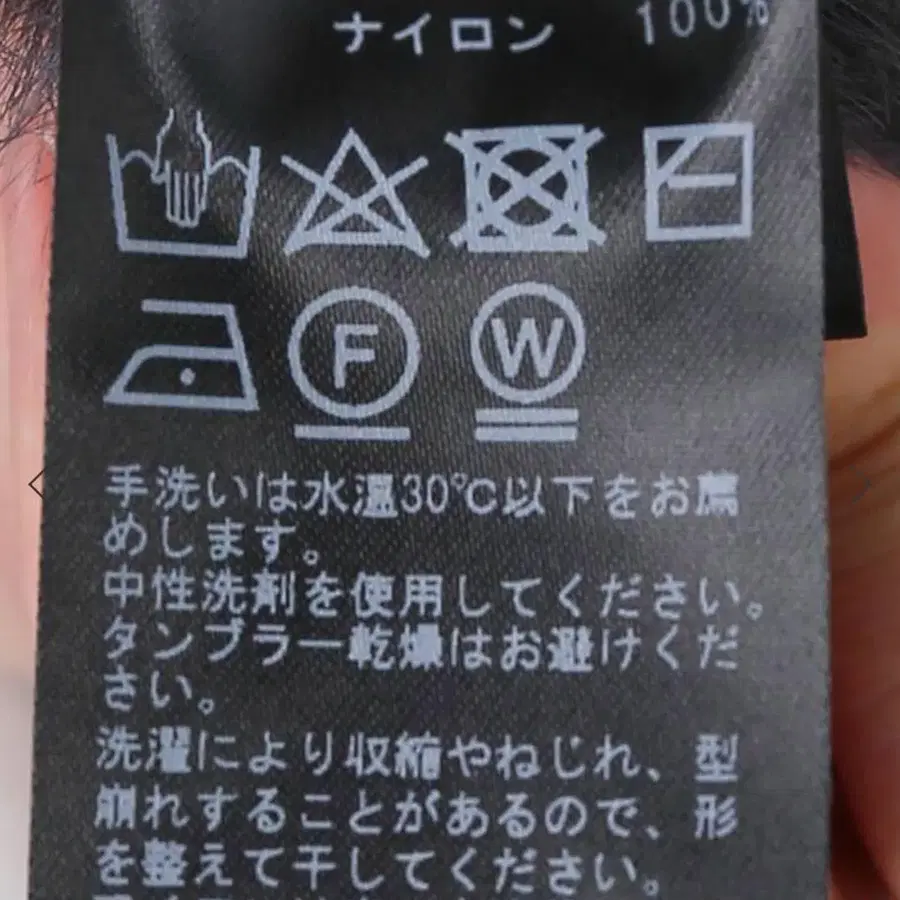 ナイロン 100%
F W
手洗いは水温30℃以下をお薦
めします。
中性洗剤を使用してください。
タンブラー乾燥はお避けくだ
さい。
洗濯により収縮やねじれ、型
崩れすることがあるので、形
を整えて干してください。